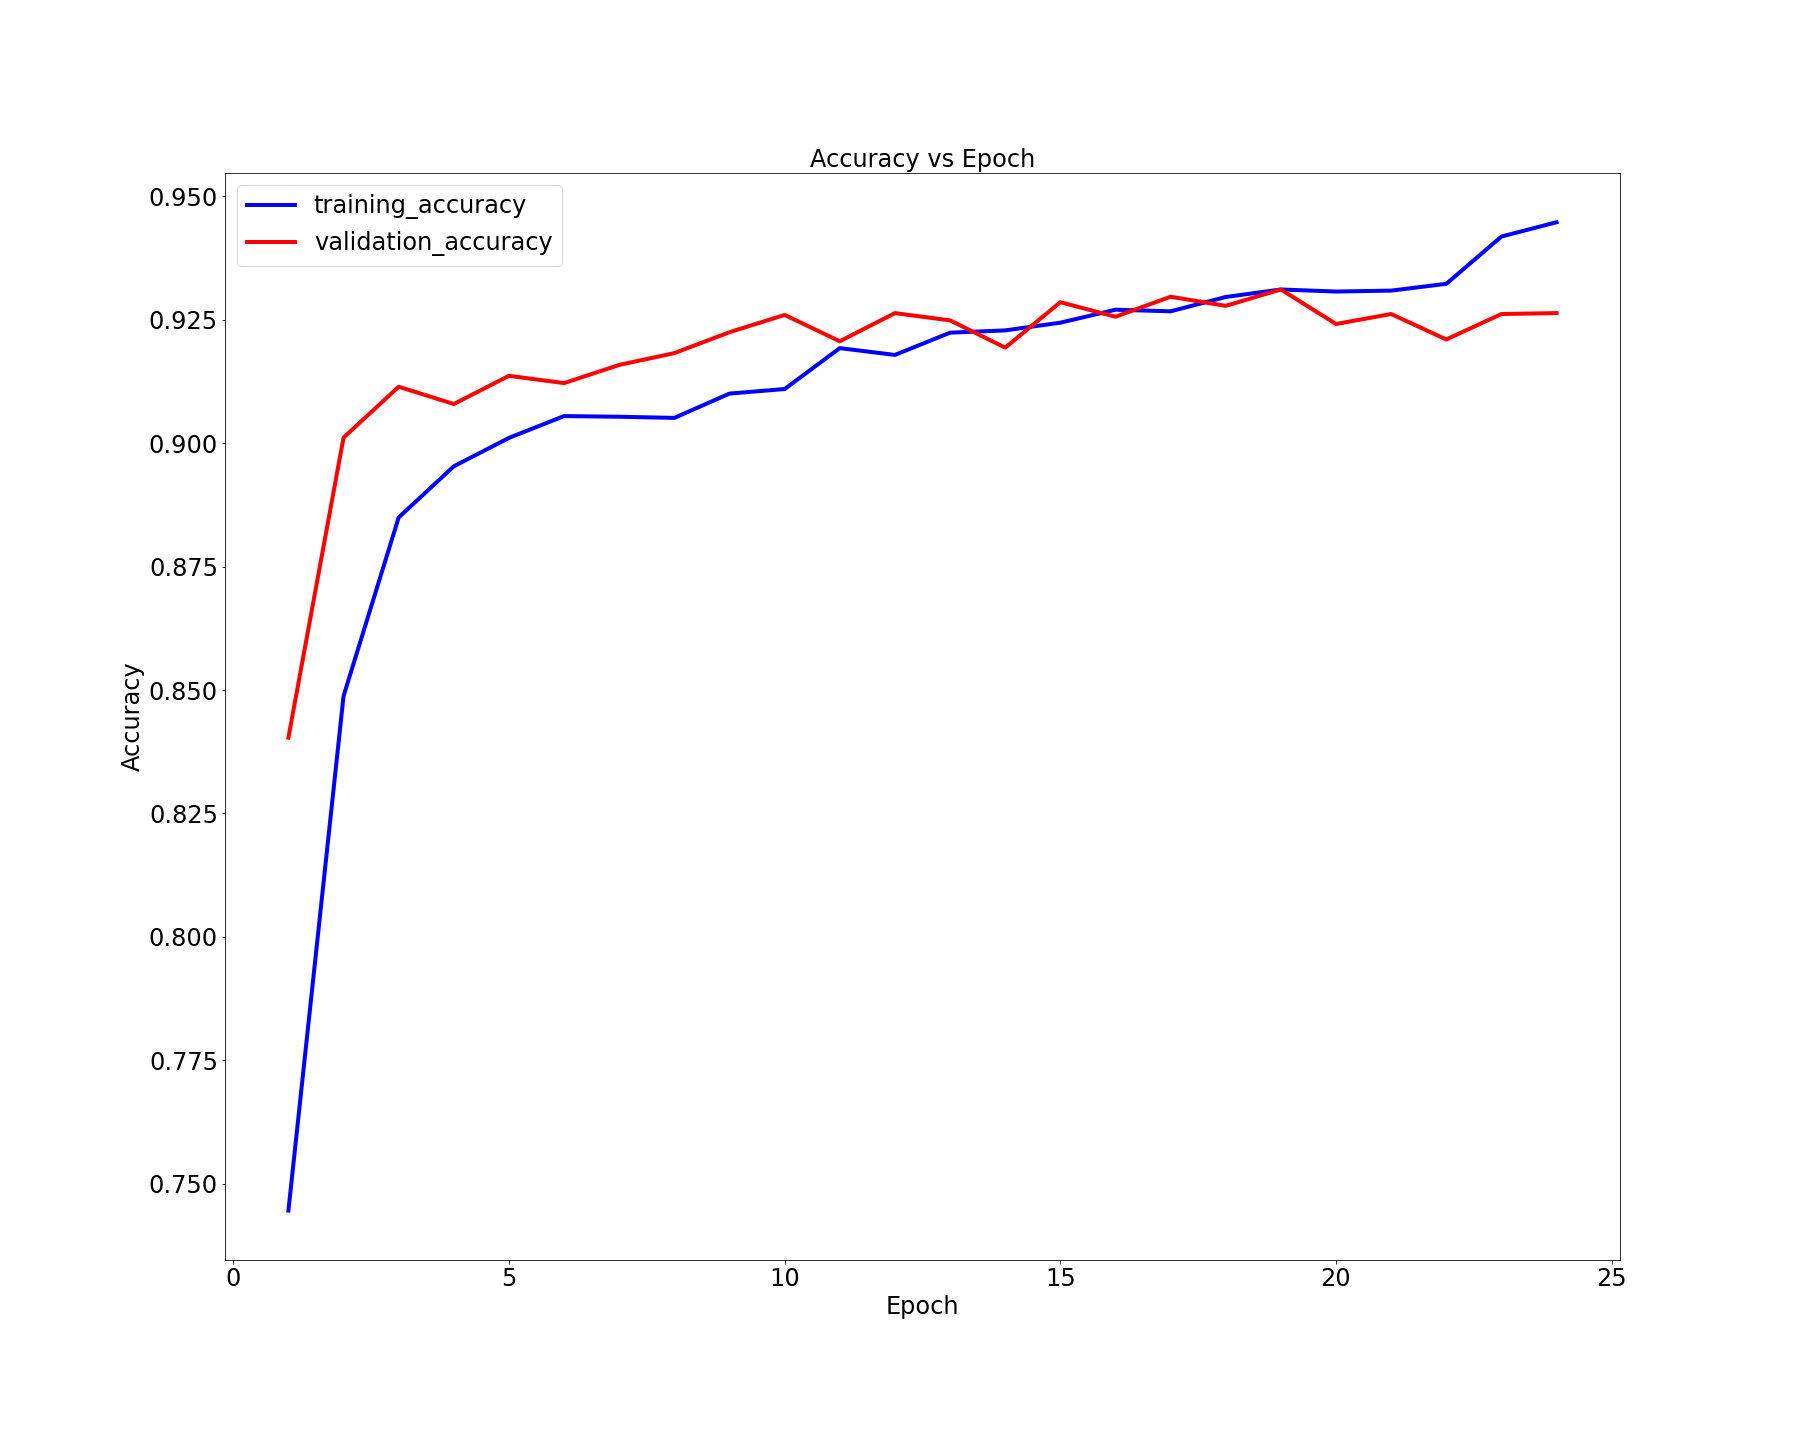 Accuracy vs Epoch
training_accuracy
validation_accuracy
0.950
0.925
0.900
0.875
0.850
0.825
0.800
0.775
0.750
Accuracy
0 5 10 15 20 25
Epoch